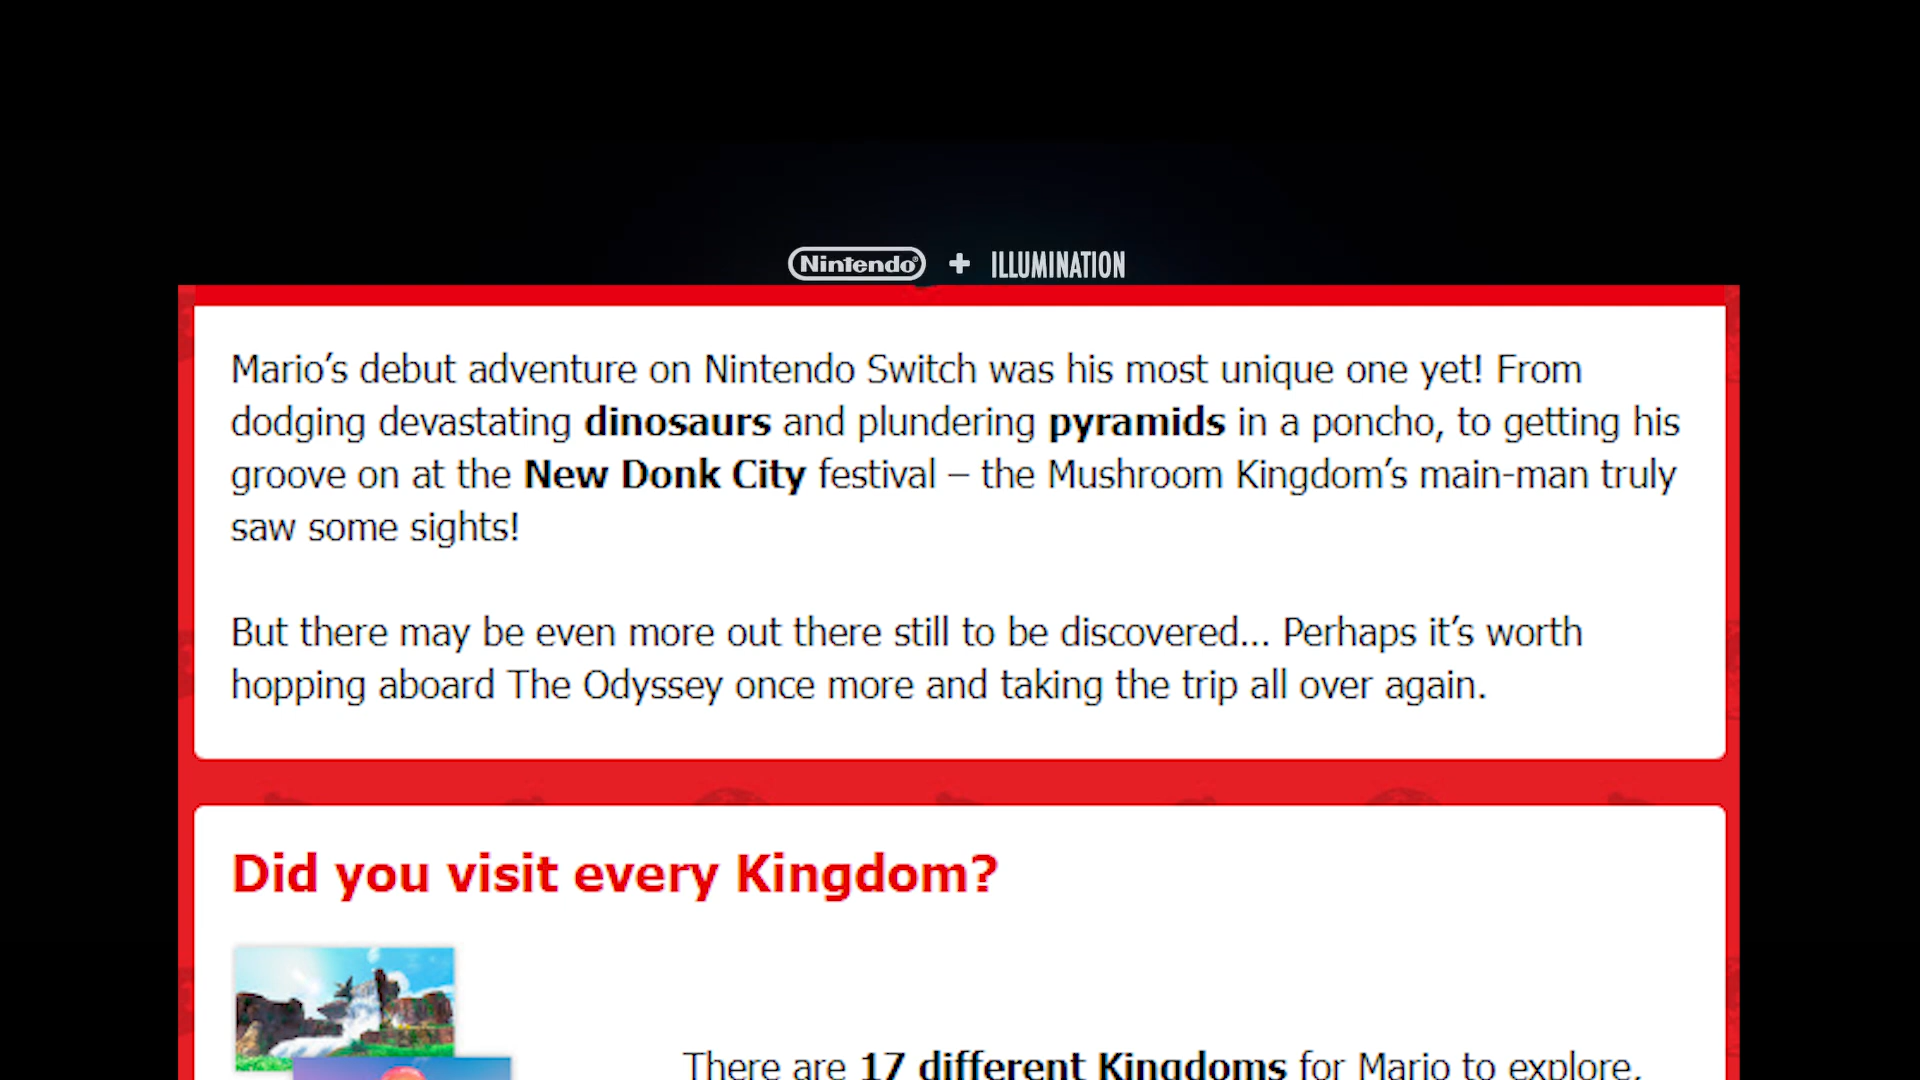 Nintendo® + ILLUMINATION
Mario’s debut adventure on Nintendo Switch was his most unique one yet! From
dodging devastating dinosaurs and plundering pyramids in a poncho, to getting his
groove on at the New Donk City festival – the Mushroom Kingdom’s main-man truly
saw some sights!
But there may be even more out there still to be discovered... Perhaps it’s worth
hopping aboard The Odyssey once more and taking the trip all over again.
Did you visit every Kingdom?
There are 17 different Kingdoms for Mario to explore,